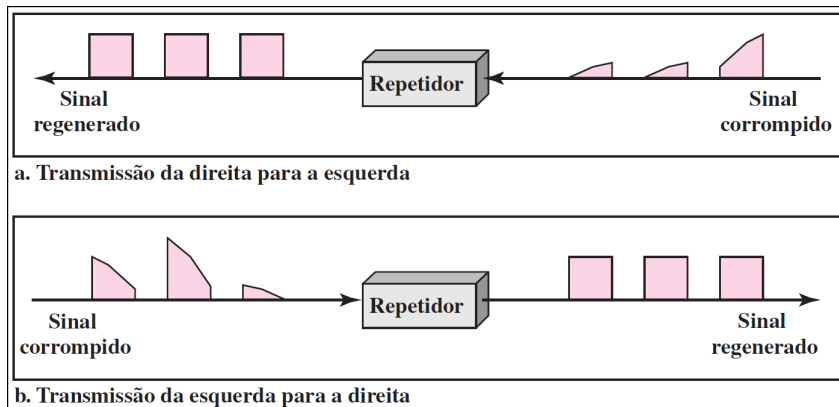 Repetidor
Sinal
regenerado
Sinal
corrompido
a. Transmissão da direita para a esquerda
Repetidor
Sinal
corrompido
Sinal
regenerado
b. Transmissão da esquerda para a direita